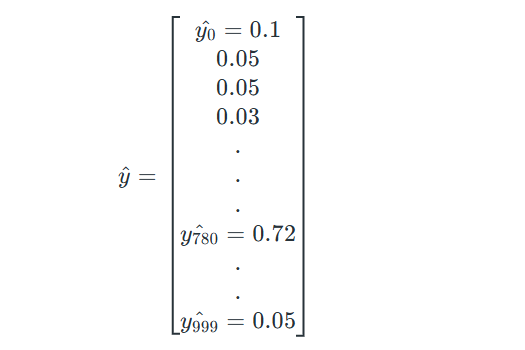 ŷ₀ = 0.1
0.05
0.05
0.03
.
.
ŷ =
.
ŷ₇₈₀ = 0.72
.
.
ŷ₉₉₉ = 0.05